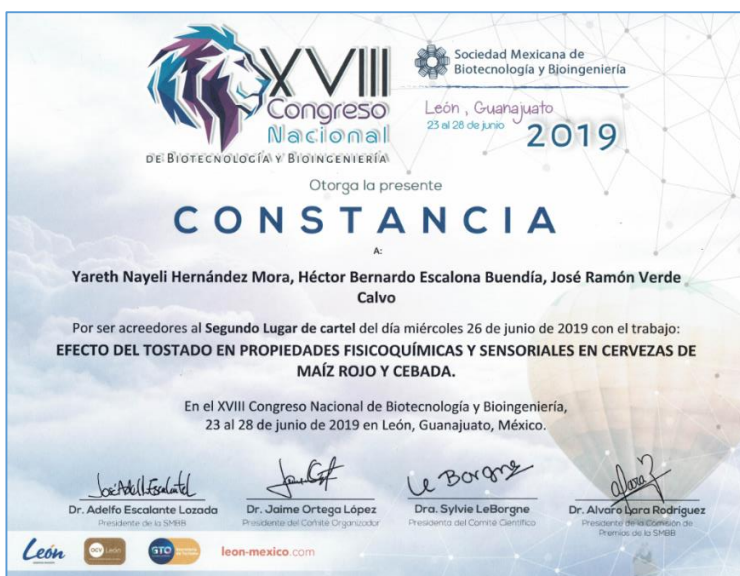 XVIII
Congreso
Nacional
DE BIOTECNOLOGÍA Y BIOINGENIERÍA
Sociedad Mexicana de
Biotecnología y Bioingeniería
León, Guanajuato
23 al 28 de junio
2019
Otorga la presente
CONSTANCIA
A:
Yareth Nayeli Hernández Mora, Héctor Bernardo Escalona Buendía, José Ramón Verde
Calvo
Por ser acreedores al Segundo Lugar de cartel del día miércoles 26 de junio de 2019 con el trabajo:
EFECTO DEL TOSTADO EN PROPIEDADES FISICOQUÍMICAS Y SENSORIALES EN CERVEZAS DE
MAÍZ ROJO Y CEBADA.
En el XVIII Congreso Nacional de Biotecnología y Bioingeniería,
23 al 28 de junio de 2019 en León, Guanajuato, México.
Le Borgne
Dr. Adelfo Escalante Lozada
Presidente de la SMBB
Dr. Jaime Ortega López
Presidente del Comité Organizador
Dra. Sylvie LeBorgne
Presidenta del Comité Científico
Dr. Alvaro Lara Rodríguez
Presidente de la Comisión de
Premios de la SMBB
León
ocv León
GTO
leon-mexico.com